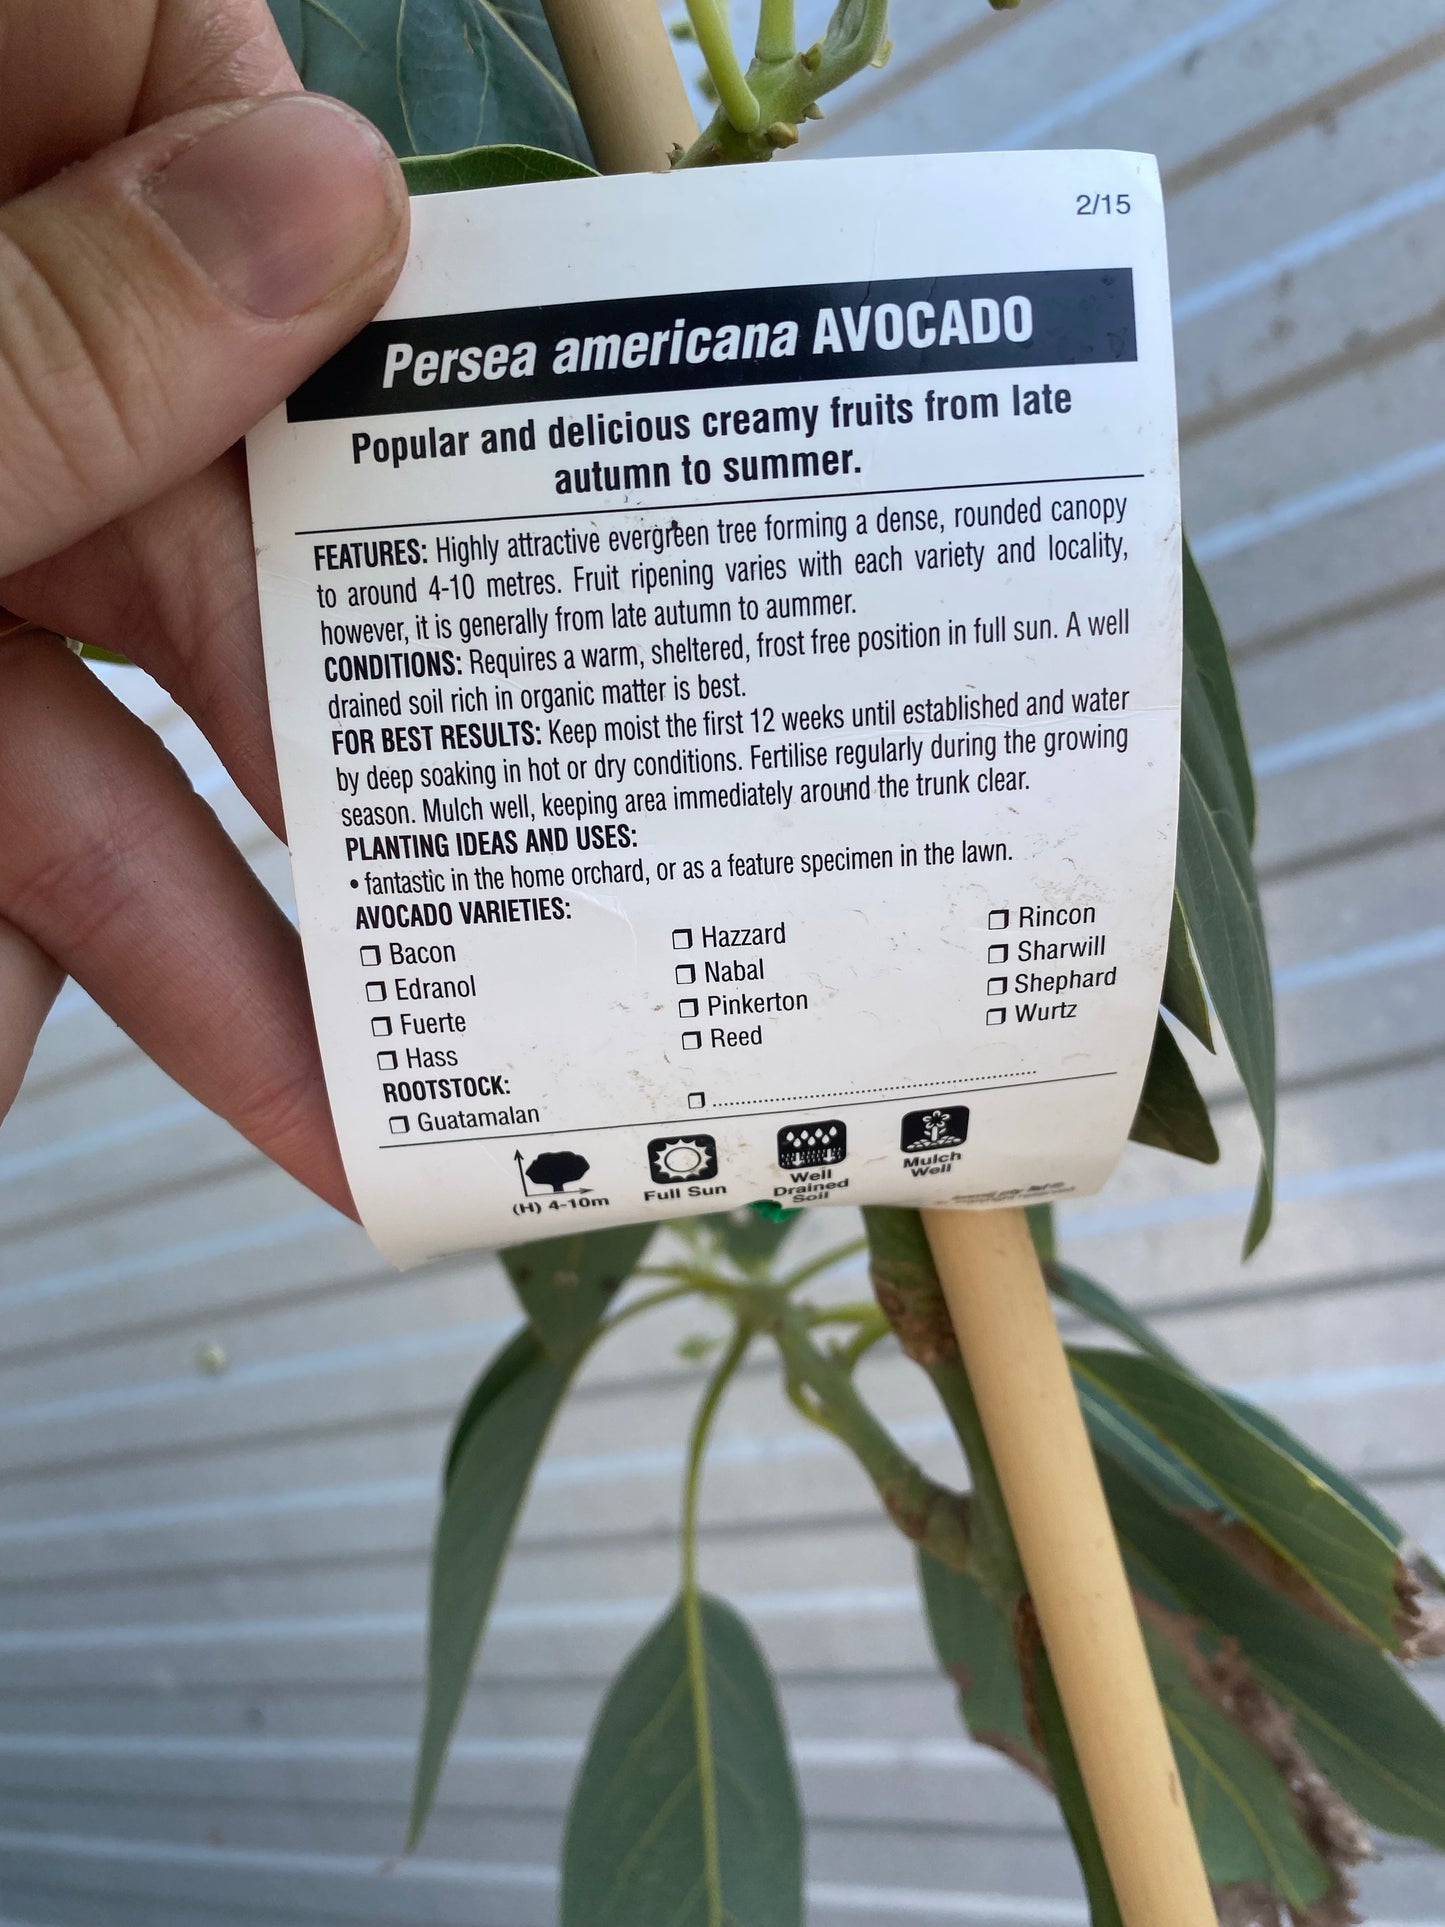 2/15
Persea americana AVOCADO
Popular and delicious creamy fruits from late
autumn to summer.
FEATURES: Highly attractive evergreen tree forming a dense, rounded canopy
to around 4-10 metres. Fruit ripening varies with each variety and locality,
however, it is generally from late autumn to aummer.
CONDITIONS: Requires a warm, sheltered, frost free position in full sun. A well
drained soil rich in organic matter is best.
FOR BEST RESULTS: Keep moist the first 12 weeks until established and water
by deep soaking in hot or dry conditions. Fertilise regularly during the growing
season. Mulch well, keeping area immediately around the trunk clear.
PLANTING IDEAS AND USES:
• fantastic in the home orchard, or as a feature specimen in the lawn.
AVOCADO VARIETIES:
❒ Bacon
❒ Edranol
❒ Fuerte
❒ Hass
❒ Hazzard
❒ Nabal
❒ Pinkerton
❒ Reed
❒ Rincon
❒ Sharwill
❒ Shephard
❒ Wurtz
ROOTSTOCK:
❒ Guatamalan
❒ ..................................................
(H) 4-10m
Full Sun
Well
Drained
Soil
Mulch
Well